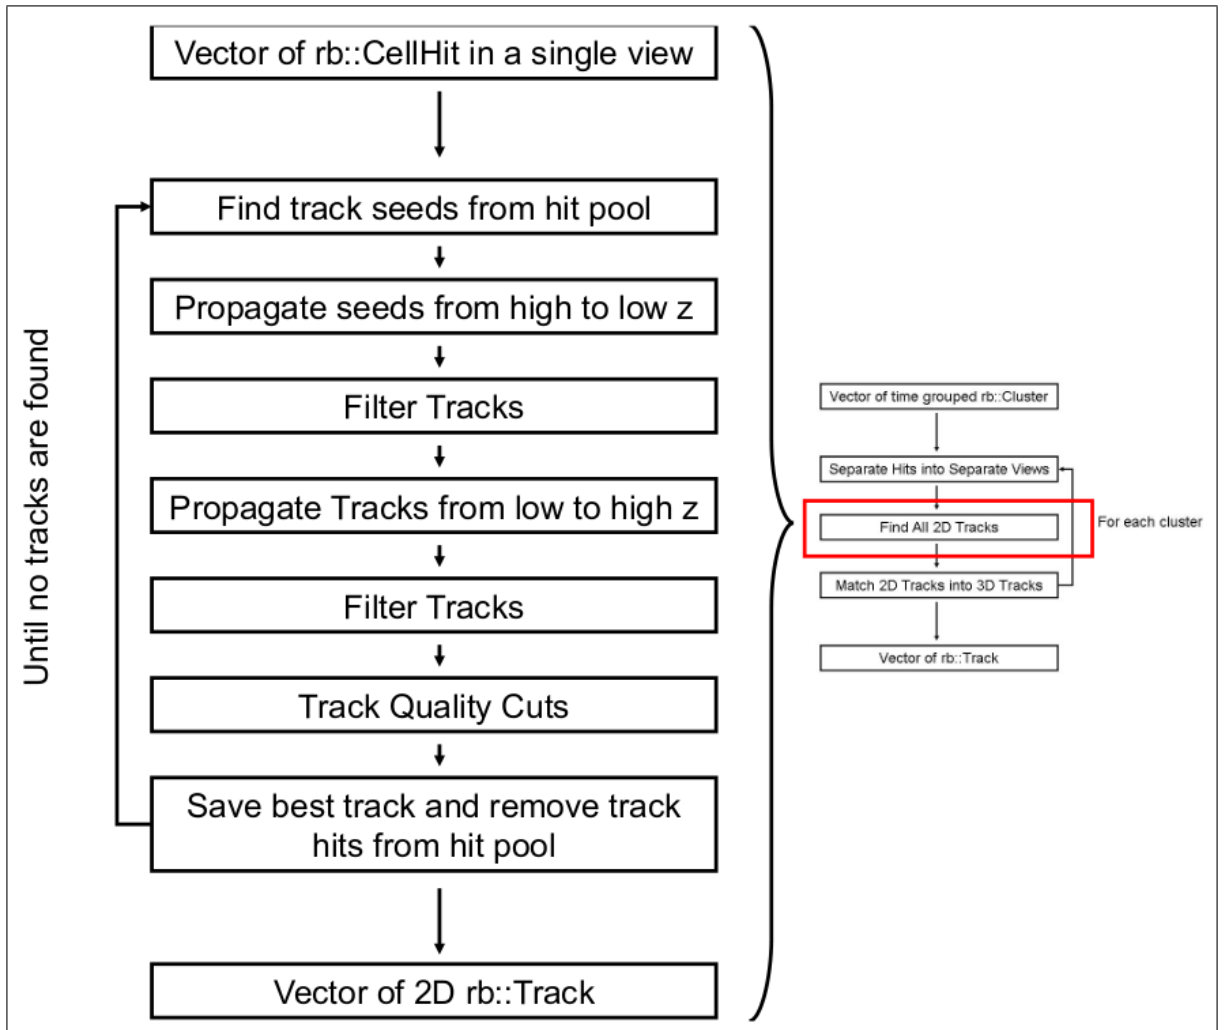 Vector of rb::CellHit in a single view
Find track seeds from hit pool
Propagate seeds from high to low z
Filter Tracks
Propagate Tracks from low to high z
Filter Tracks
Track Quality Cuts
Save best track and remove track
hits from hit pool
Vector of 2D rb::Track
Until no tracks are found
Vector of time grouped rb::Cluster
Separate Hits into Separate Views
Find All 2D Tracks
For each cluster
Match 2D Tracks into 3D Tracks
Vector of rb::Track